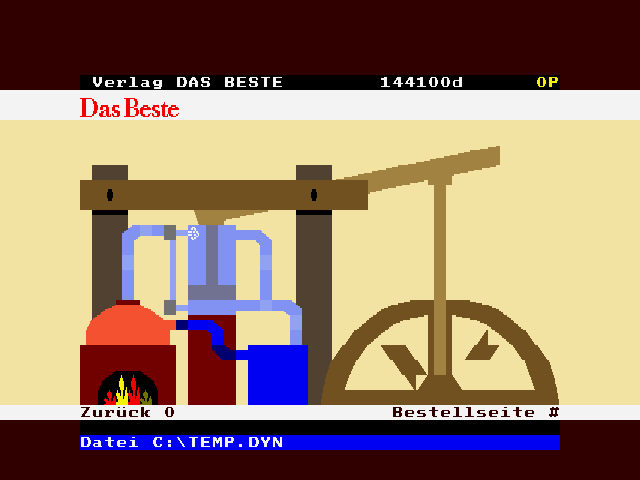 Verlag DAS BESTE 144100d OP
Das Beste
Zurück 0 Bestellseite #
Datei C:\TEMP.DYN